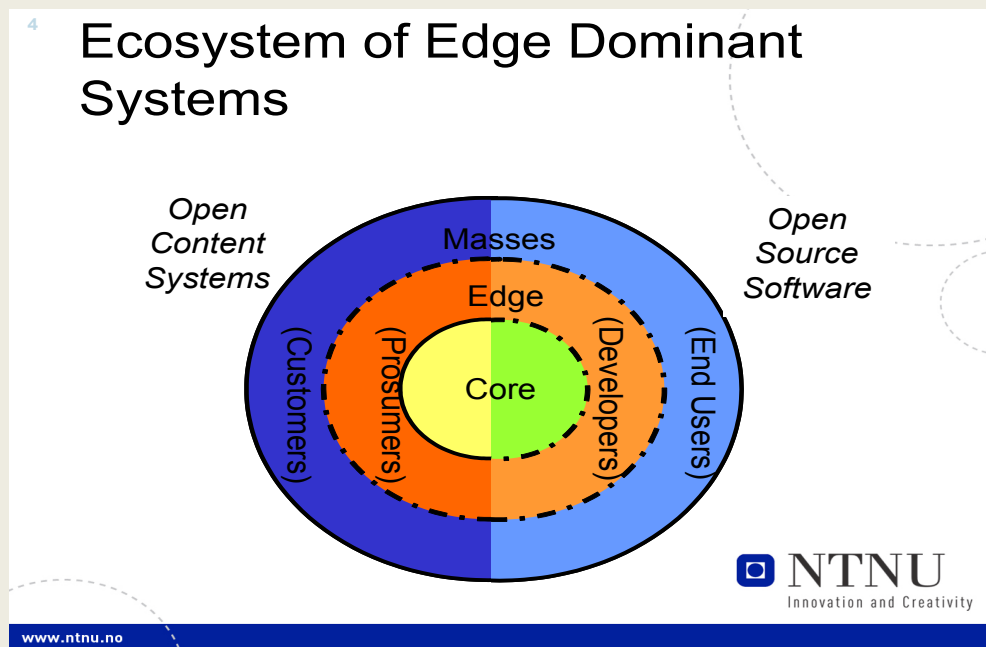 4
Ecosystem of Edge Dominant
Systems
Open
Content
Systems
Open
Source
Software
Masses
Edge
Core
(Customers)
(Prosumers)
(Developers)
(End Users)
NTNU
Innovation and Creativity
www.ntnu.no